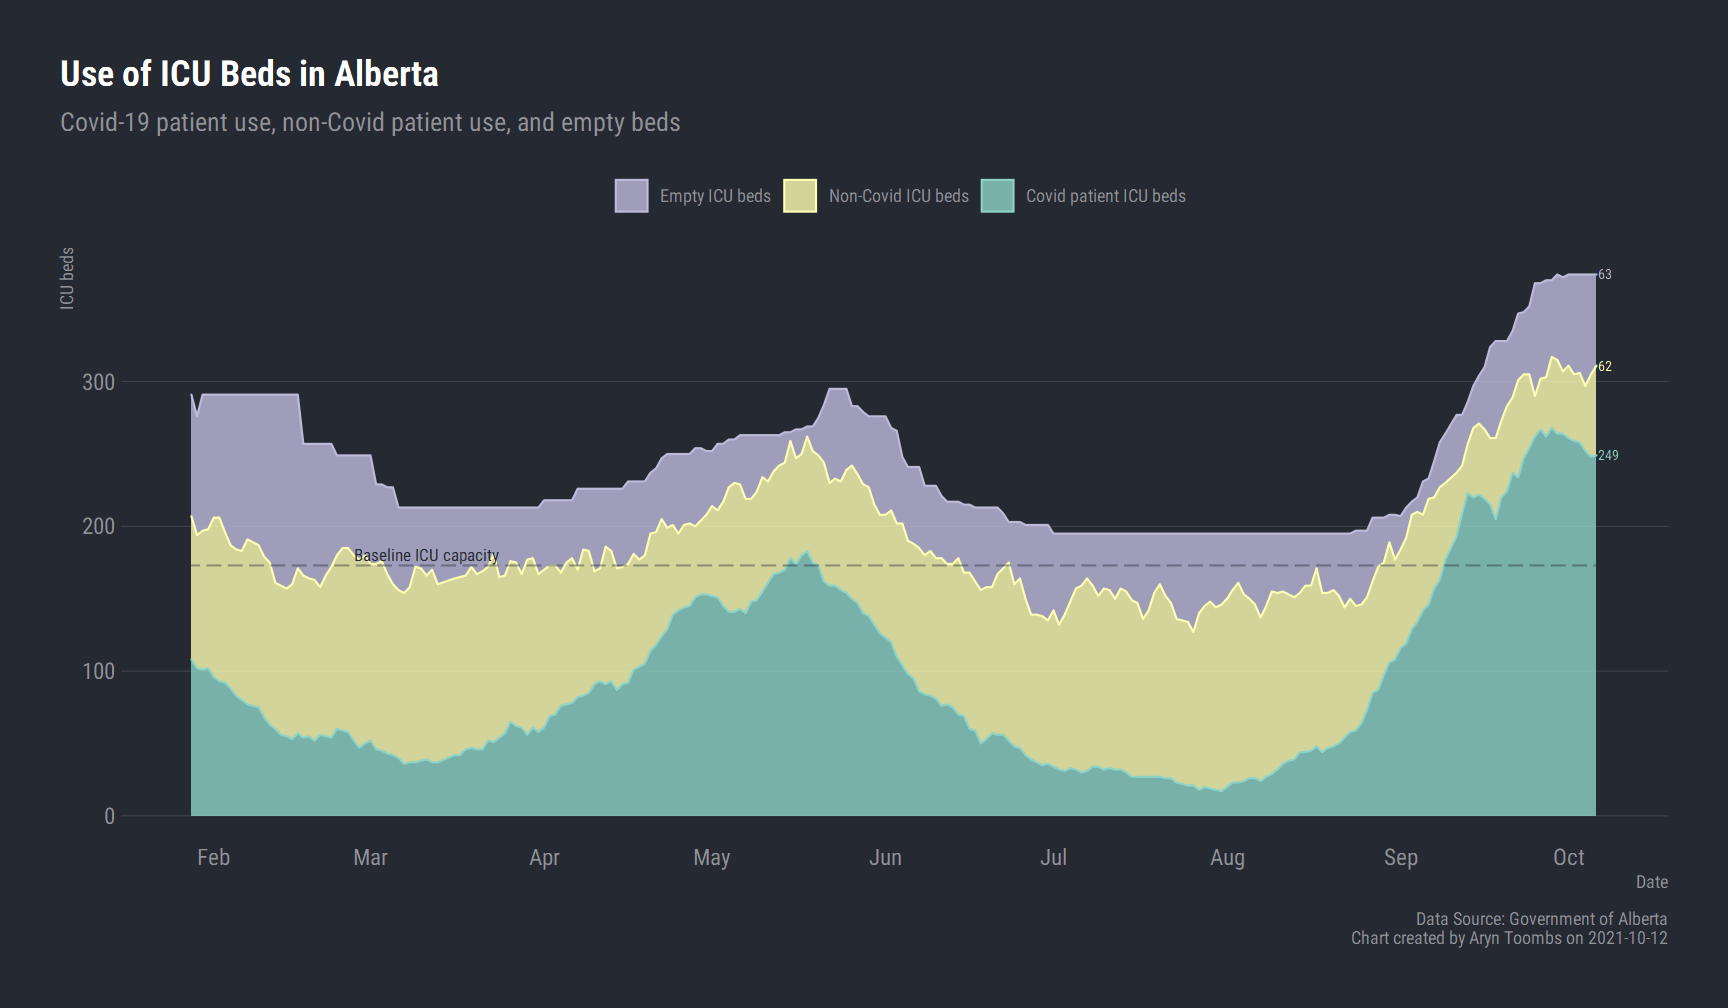 Use of ICU Beds in Alberta
Covid-19 patient use, non-Covid patient use, and empty beds
Empty ICU beds Non-Covid ICU beds Covid patient ICU beds
ICU beds
63
62
300
249
200
Baseline ICU capacity
100
0
Feb Mar Apr May Jun Jul Aug Sep Oct
Date
Data Source: Government of Alberta
Chart created by Aryn Toombs on 2021-10-12